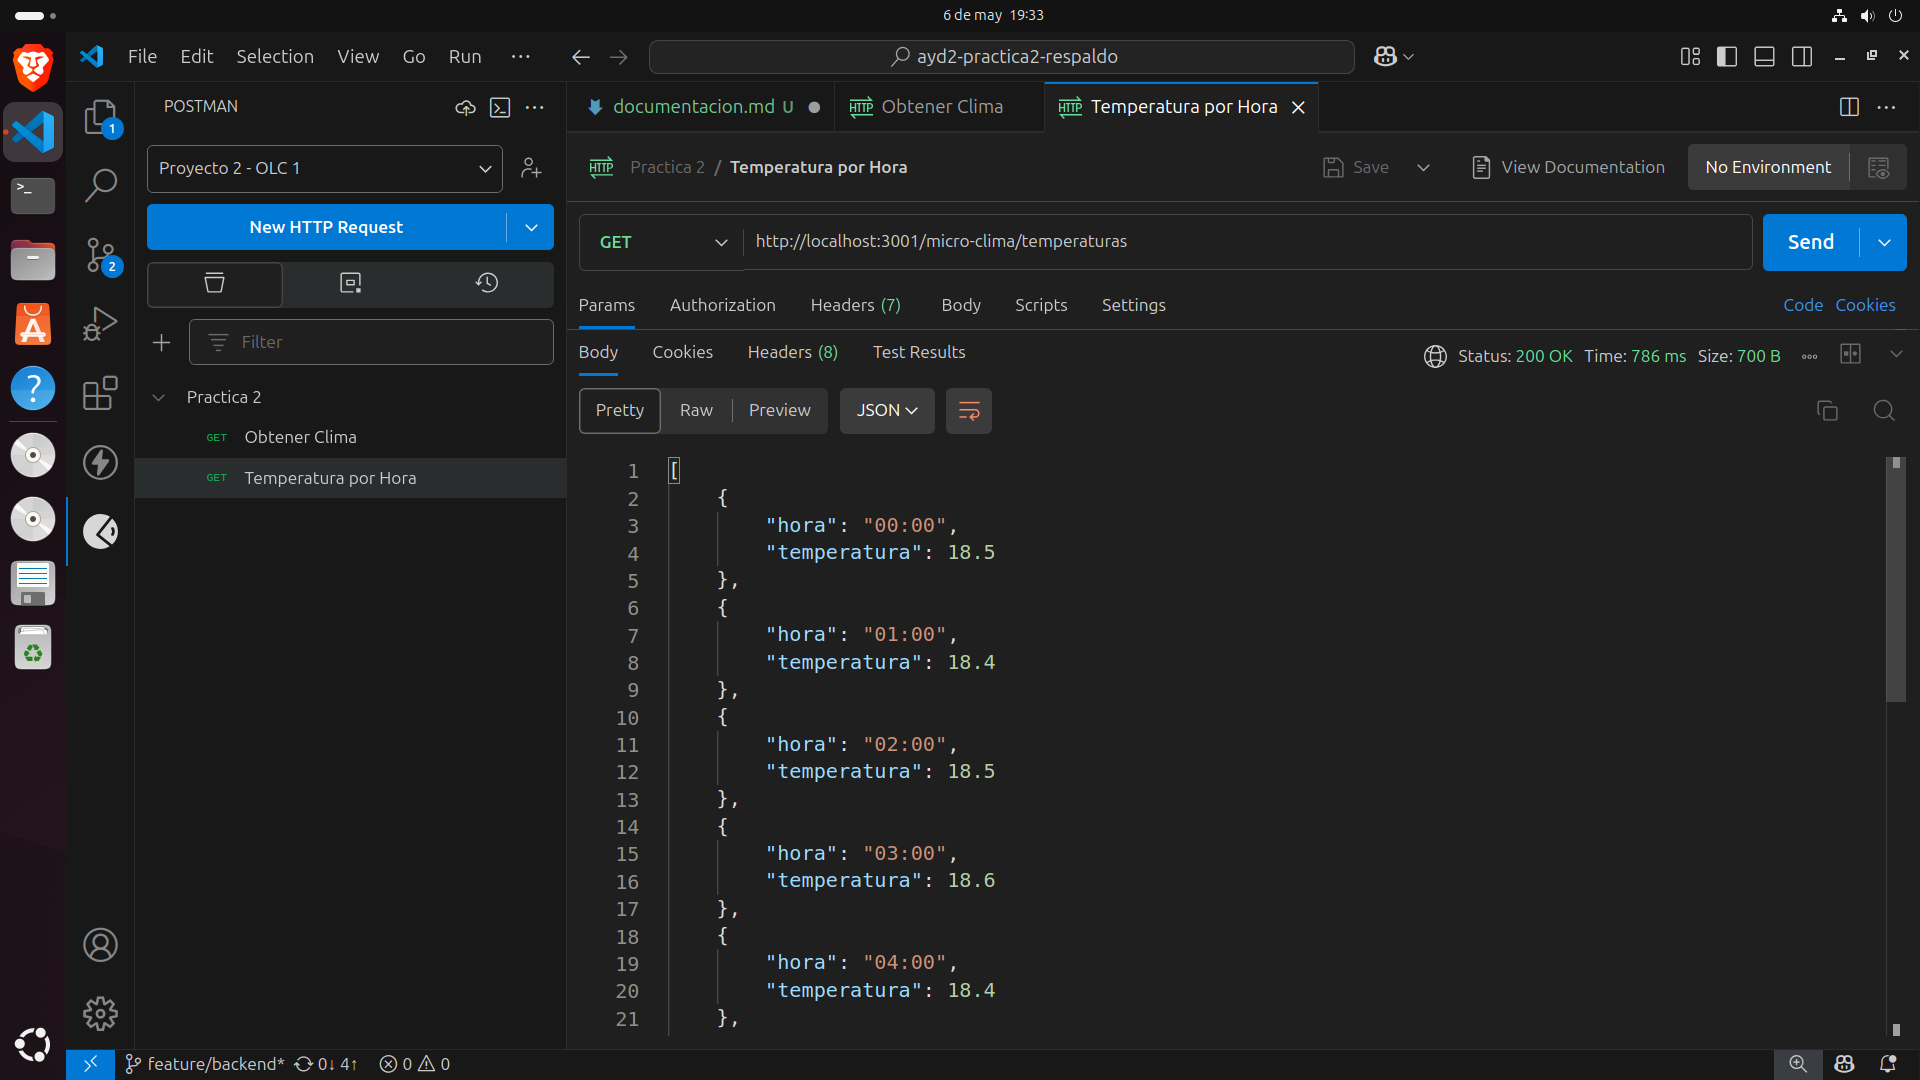 6 de may 19:33
File Edit Selection View Go Run ···
ayd2-practica2-respaldo
POSTMAN
documentacion.md U
HTTP Obtener Clima
HTTP Temperatura por Hora
1
Proyecto 2 - OLC 1
HTTP Practica 2 / Temperatura por Hora
Save
View Documentation
No Environment
New HTTP Request
GET
http://localhost:3001/micro-clima/temperaturas
Send
2
Params Authorization Headers (7) Body Scripts Settings
Code Cookies
Filter
Body Cookies Headers (8) Test Results
Status: 200 OK Time: 786 ms Size: 700 B
Practica 2
GET Obtener Clima
GET Temperatura por Hora
Pretty Raw Preview JSON
1 [
2 {
3 "hora": "00:00",
4 "temperatura": 18.5
5 },
6 {
7 "hora": "01:00",
8 "temperatura": 18.4
9 },
10 {
11 "hora": "02:00",
12 "temperatura": 18.5
13 },
14 {
15 "hora": "03:00",
16 "temperatura": 18.6
17 },
18 {
19 "hora": "04:00",
20 "temperatura": 18.4
21 },
feature/backend* 0↓ 4↑ 0 0